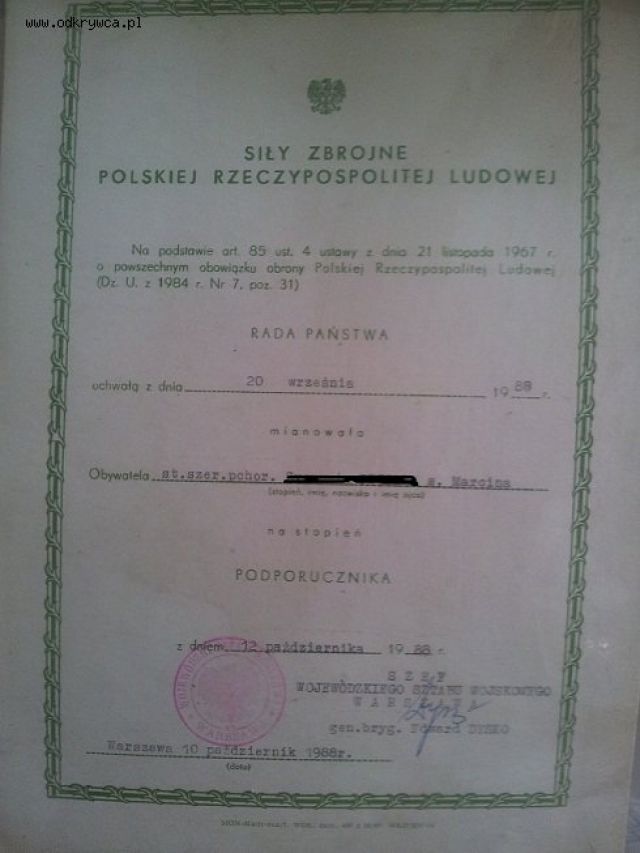 www.odkrywca.pl
SIŁY ZBROJNE
POLSKIEJ RZECZYPOSPOLITEJ LUDOWEJ
Na podstawie art. 85 ust. 4 ustawy z dnia 21 listopada 1967 r.
o powszechnym obowiązku obrony Polskiej Rzeczypospolitej Ludowej
(Dz. U. z 1984 r. Nr 7, poz. 31)
RADA PAŃSTWA
uchwałą z dnia 20 września 1988 r.
mianowała
Obywatela st.szer.pchor. s. Marcina
(stopień, imię, nazwisko i imię ojca)
na stopień
PODPORUCZNIKA
z dniem 12 października 1988 r.
SZEF
WOJEWÓDZKIEGO SZTABU WOJSKOWEGO
gen.bryg. Edward DYSKO
WARSZAWA
Warszawa 10 październik 1988r.
(data)